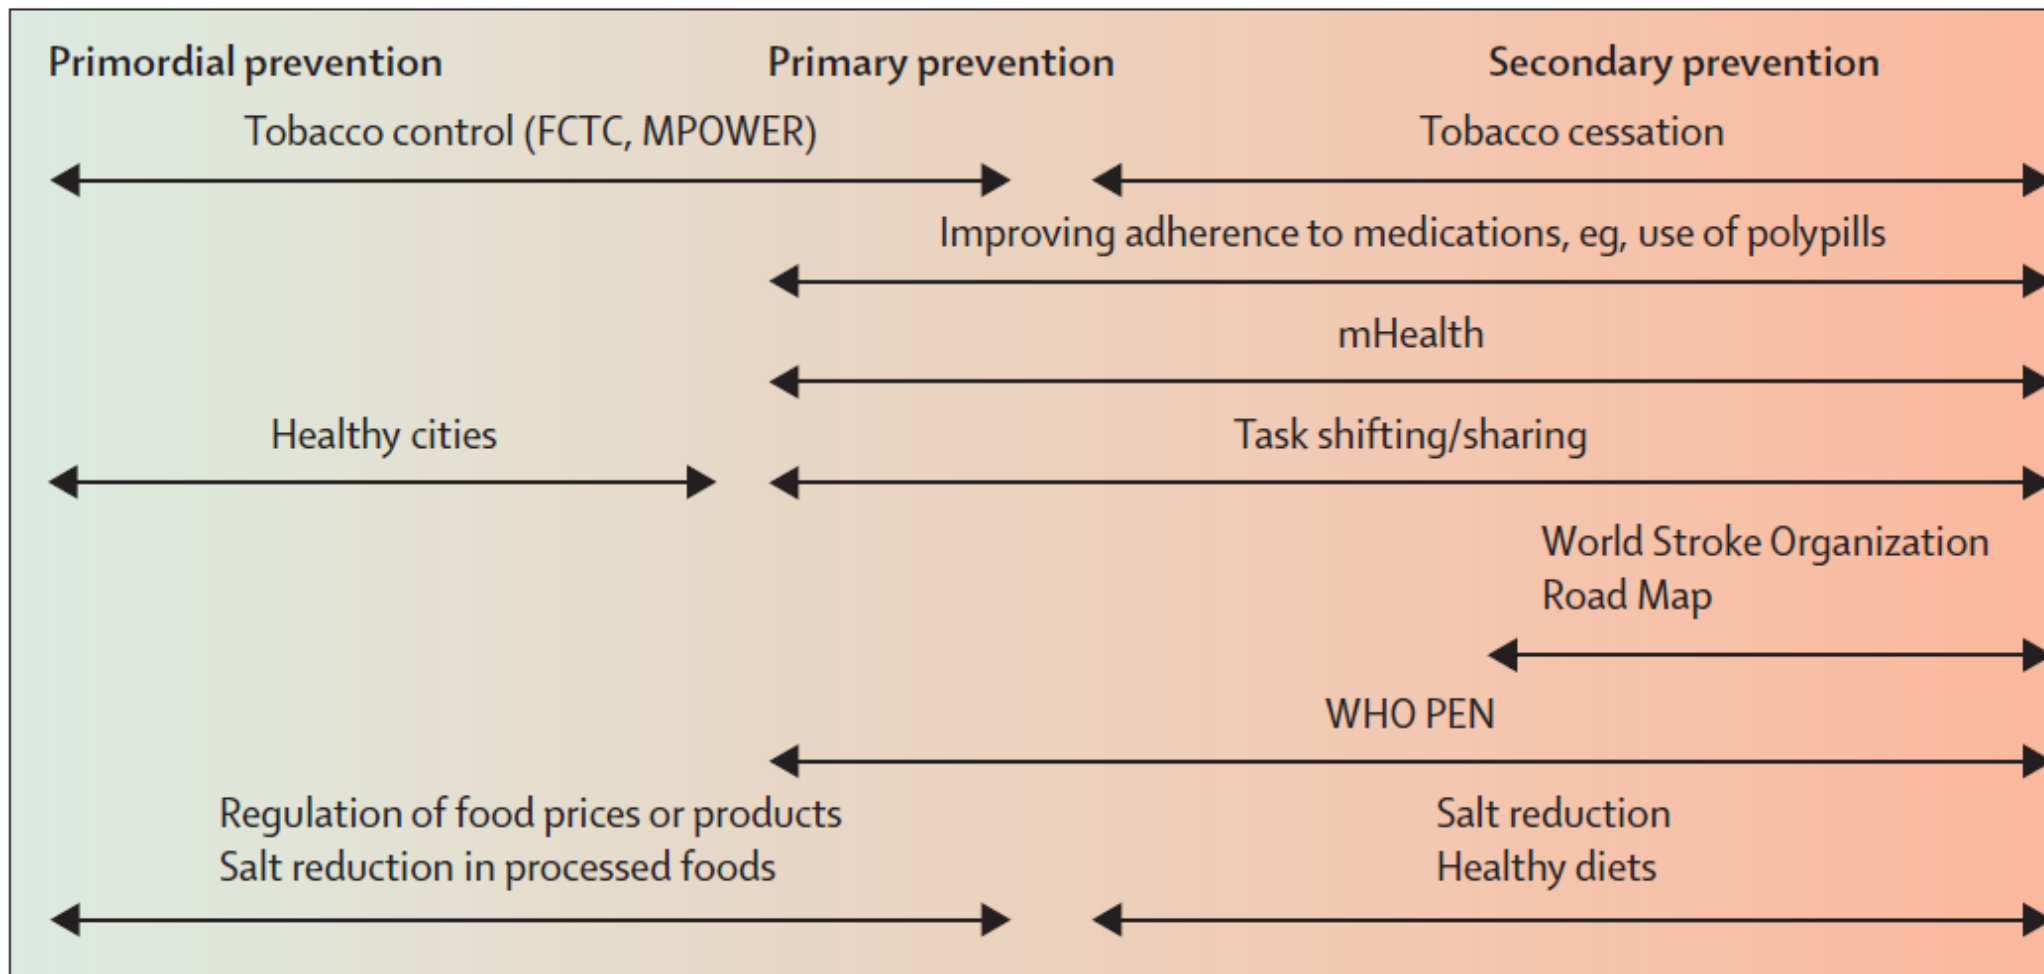 Primordial prevention
Primary prevention
Secondary prevention
Tobacco control (FCTC, MPOWER)
Tobacco cessation
Improving adherence to medications, eg, use of polypills
mHealth
Healthy cities
Task shifting/sharing
World Stroke Organization
Road Map
WHO PEN
Regulation of food prices or products
Salt reduction in processed foods
Salt reduction
Healthy diets